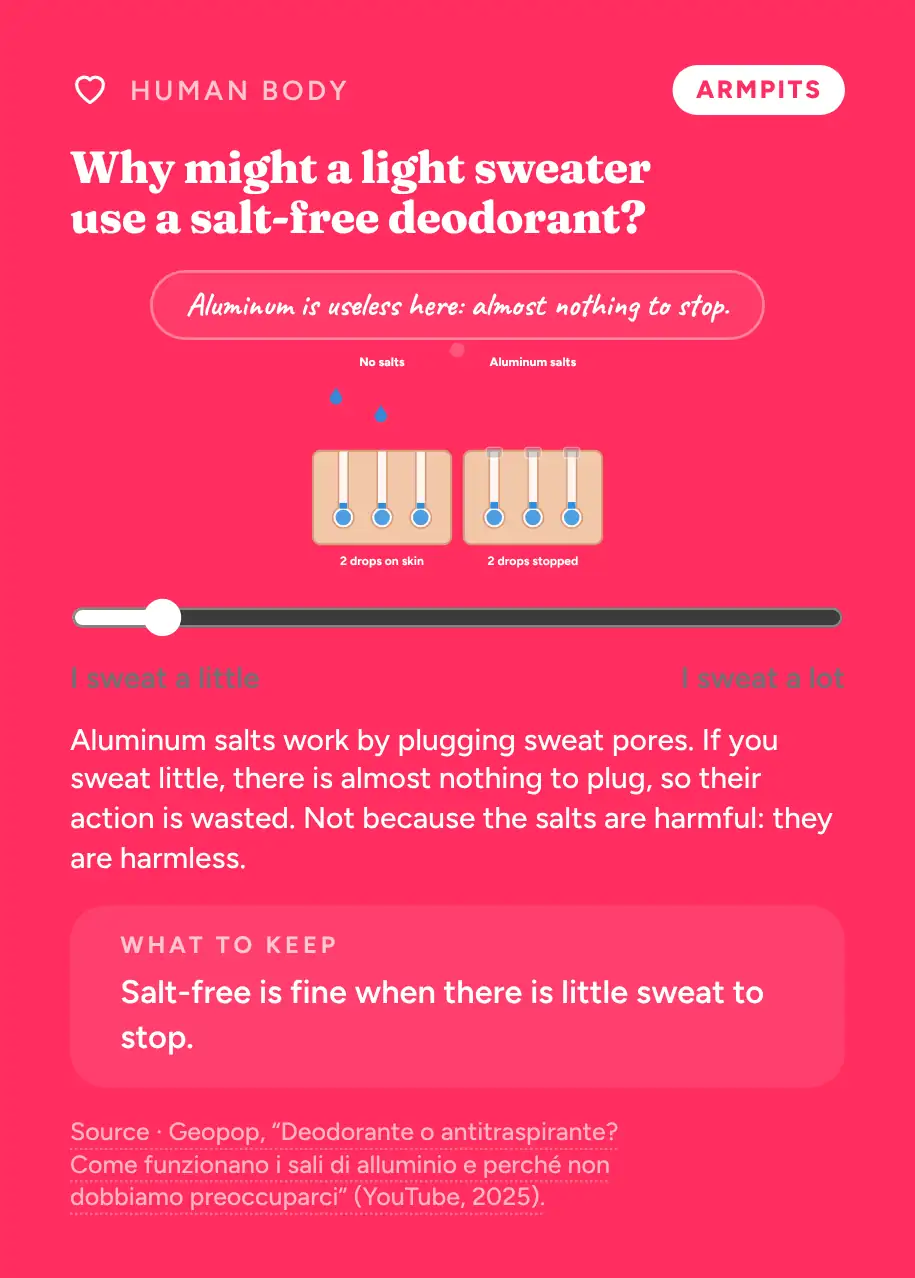 HUMAN BODY
ARMPITS
Why might a light sweater
use a salt-free deodorant?
Aluminum is useless here: almost nothing to stop.
No salts
Aluminum salts
2 drops on skin
2 drops stopped
I sweat a little
I sweat a lot
Aluminum salts work by plugging sweat pores. If you
sweat little, there is almost nothing to plug, so their
action is wasted. Not because the salts are harmful: they
are harmless.
WHAT TO KEEP
Salt-free is fine when there is little sweat to
stop.
Source · Geopop, “Deodorante o antitraspirante?
Come funzionano i sali di alluminio e perché non
dobbiamo preoccuparci” (YouTube, 2025).